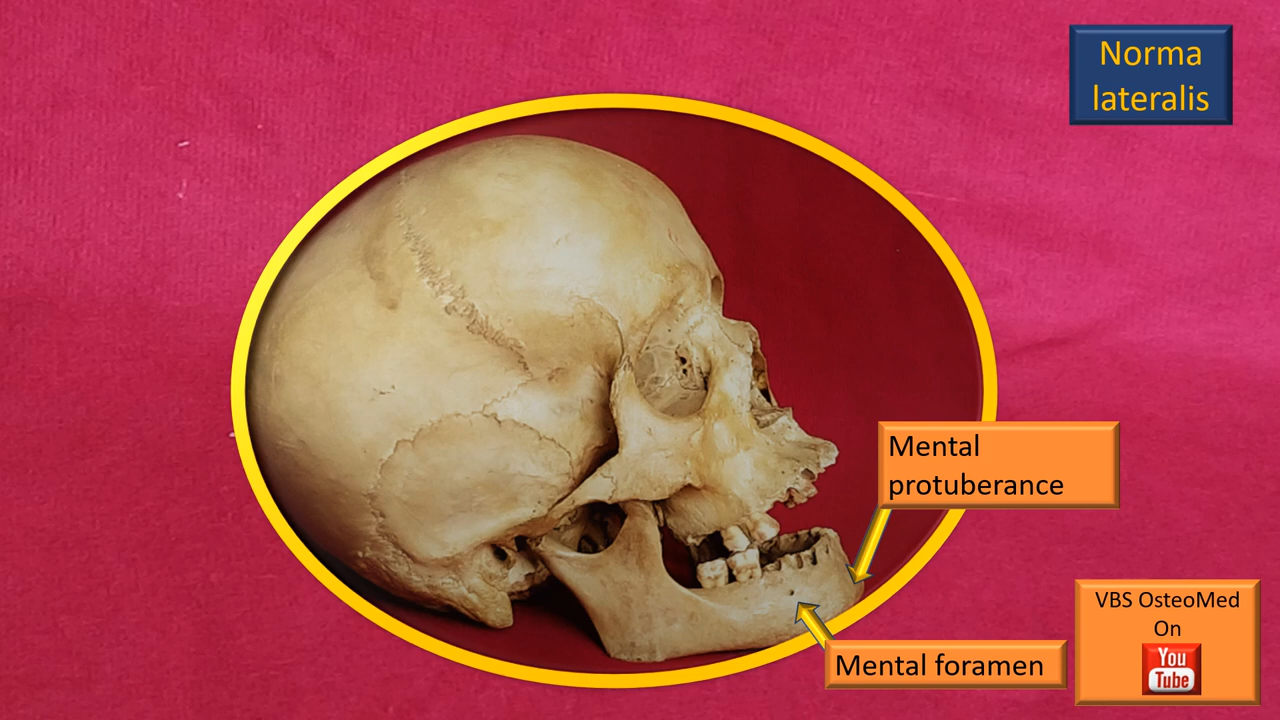 Norma
lateralis
Mental
protuberance
Mental foramen
VBS OsteoMed
On
You
Tube